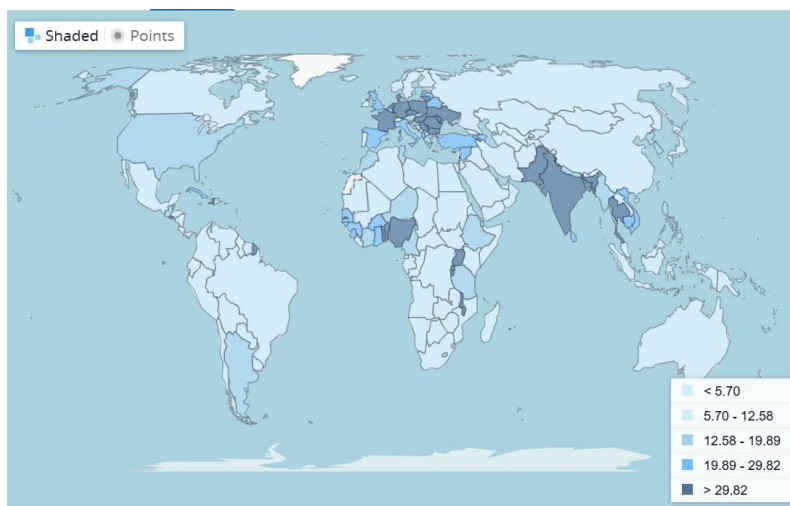 Shaded Points
< 5.70
5.70 - 12.58
12.58 - 19.89
19.89 - 29.82
> 29.82